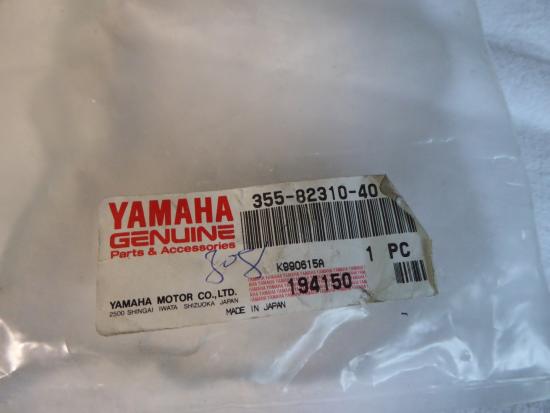 YAMAHA
GENUINE
Parts & Accessories
355-82310-40
308
K990615A
1 PC
194150
YAMAHA MOTOR CO.,LTD.
2500 SHINGAI IWATA SHIZUOKA JAPAN
MADE IN JAPAN